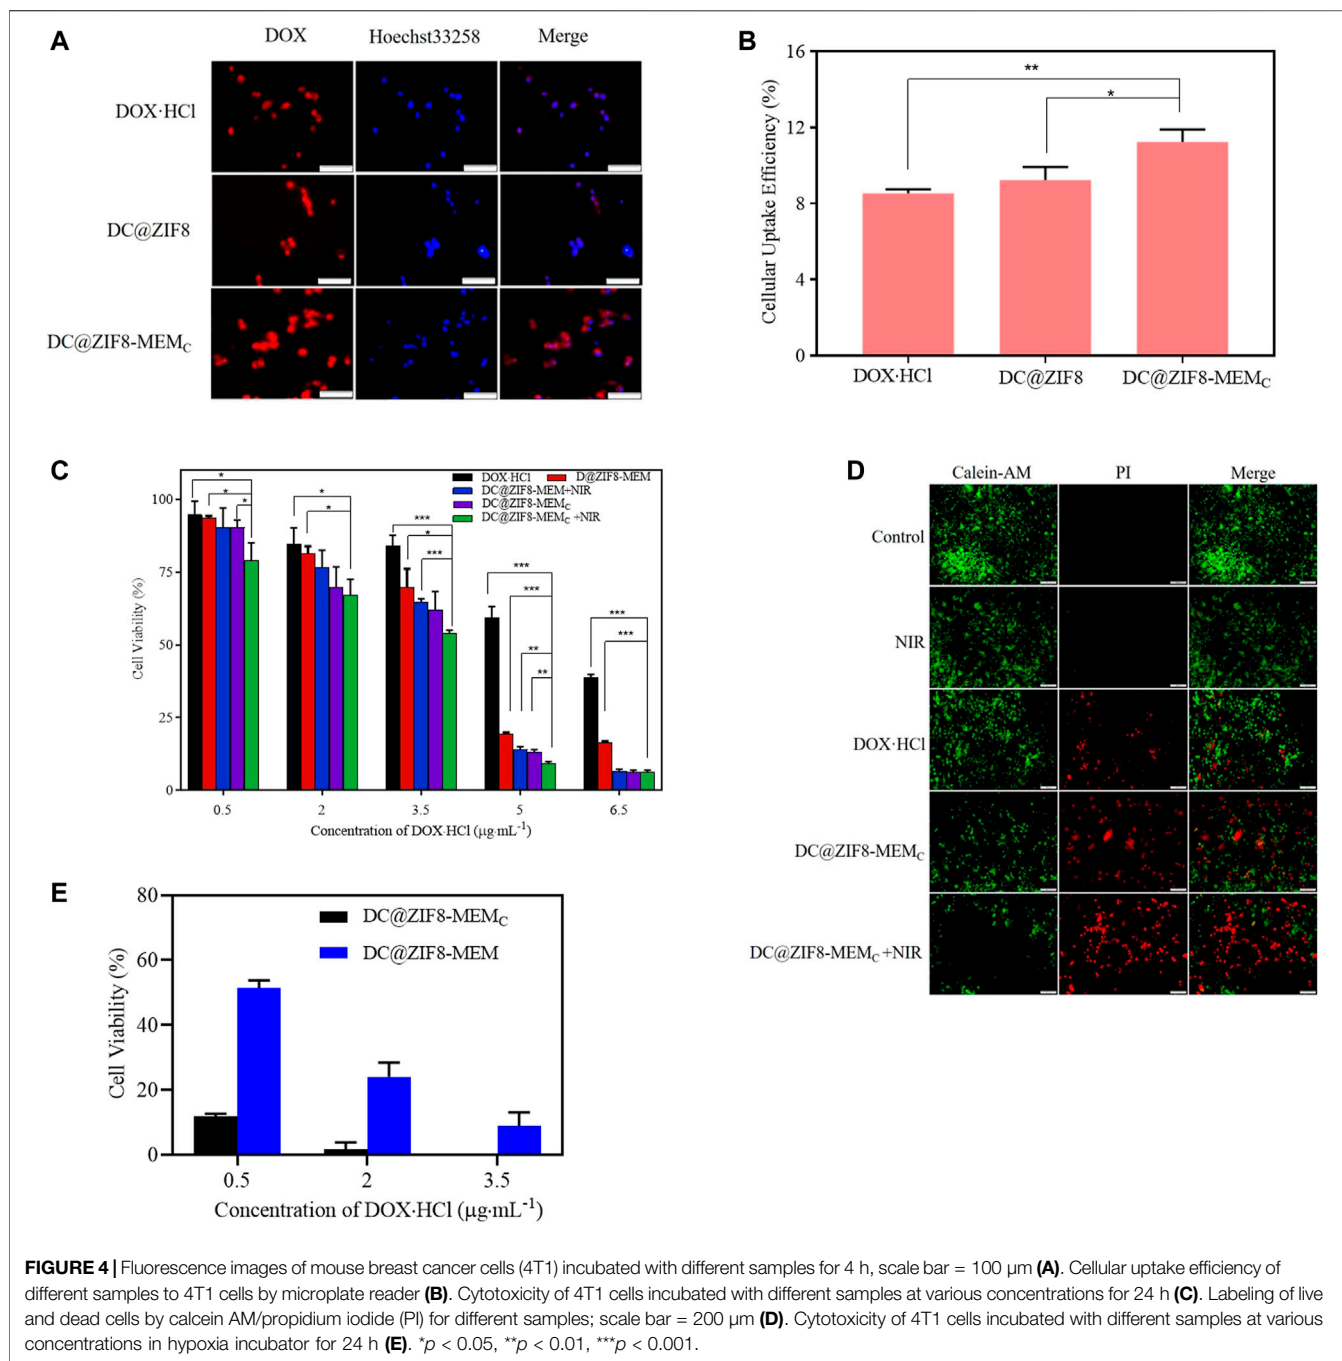 A
DOX Hoechst33258 Merge
DOX·HCl
DC@ZIF8
DC@ZIF8-MEMC
B
Cellular Uptake Efficiency (%)
16
12
8
4
0
** 
*
DOX·HCl DC@ZIF8 DC@ZIF8-MEMC
C
Cell Viability (%)
100
75
50
25
0
DOX·HCl D@ZIF8-MEM
DC@ZIF8-MEM+NIR
DC@ZIF8-MEMC
DC@ZIF8-MEMC +NIR
* * *
* *
*** * ***
*** *** ** **
*** ***
0.5 2 3.5 5 6.5
Concentration of DOX·HCl (μg·mL-1)
D
Calein-AM PI Merge
Control
NIR
DOX·HCl
DC@ZIF8-MEMC
DC@ZIF8-MEMC +NIR
E
Cell Viability (%)
80
60
40
20
0
DC@ZIF8-MEMC
DC@ZIF8-MEM
0.5 2 3.5
Concentration of DOX·HCl (μg·mL-1)
FIGURE 4 | Fluorescence images of mouse breast cancer cells (4T1) incubated with different samples for 4 h, scale bar = 100 μm (A). Cellular uptake efficiency of
different samples to 4T1 cells by microplate reader (B). Cytotoxicity of 4T1 cells incubated with different samples at various concentrations for 24 h (C). Labeling of live
and dead cells by calcein AM/propidium iodide (PI) for different samples; scale bar = 200 μm (D). Cytotoxicity of 4T1 cells incubated with different samples at various
concentrations in hypoxia incubator for 24 h (E). *p < 0.05, **p < 0.01, ***p < 0.001.